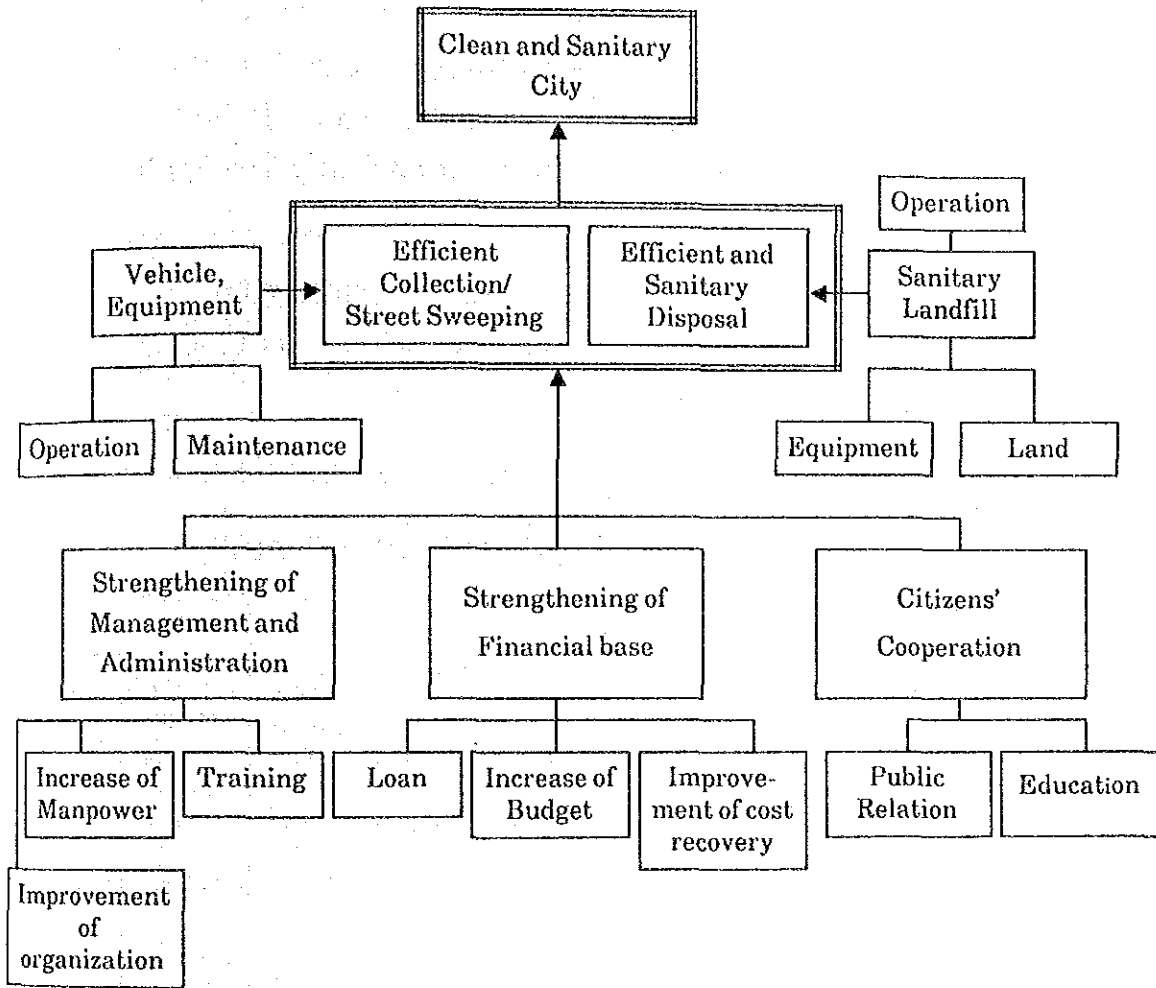 Clean and Sanitary
City
Operation
Vehicle,
Equipment
Efficient
Collection/
Street Sweeping
Efficient and
Sanitary
Disposal
Sanitary
Landfill
Operation
Maintenance
Equipment
Land
Strengthening of
Management and
Administration
Strengthening of
Financial base
Citizens'
Cooperation
Increase of
Manpower
Training
Loan
Increase of
Budget
Improve-
ment of cost
recovery
Public
Relation
Education
Improvement
of
organization